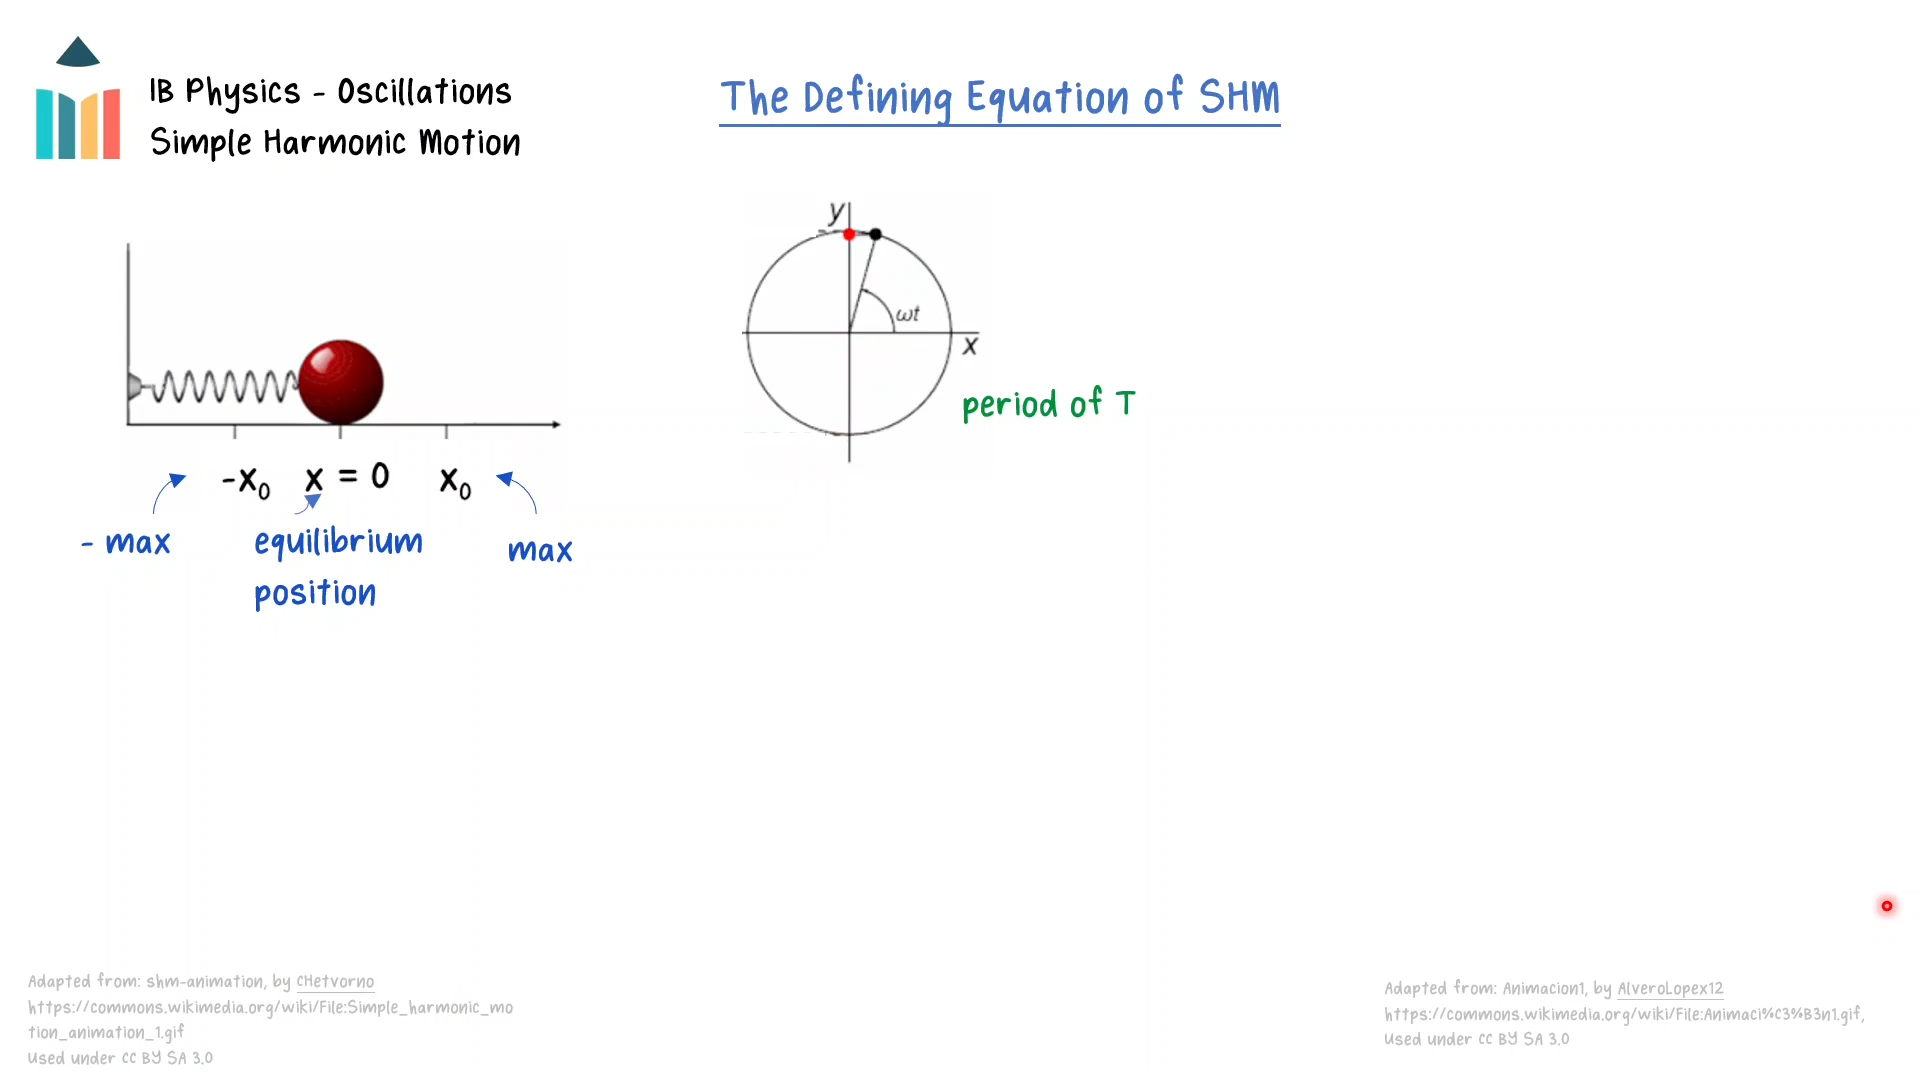 IB Physics - Oscillations
Simple Harmonic Motion
The Defining Equation of SHM
y
ωt
x
period of T
-x₀ x = 0 x₀
- max
equilibrium
position
max
Adapted from: shm-animation, by CHetvorno
https://commons.wikimedia.org/wiki/File:Simple_harmonic_mo
tion_animation_1.gif
Used under CC BY SA 3.0
Adapted from: Animacion1, by AlveroLopex12
https://commons.wikimedia.org/wiki/File:Animaci%C3%B3n1.gif,
Used under CC BY SA 3.0